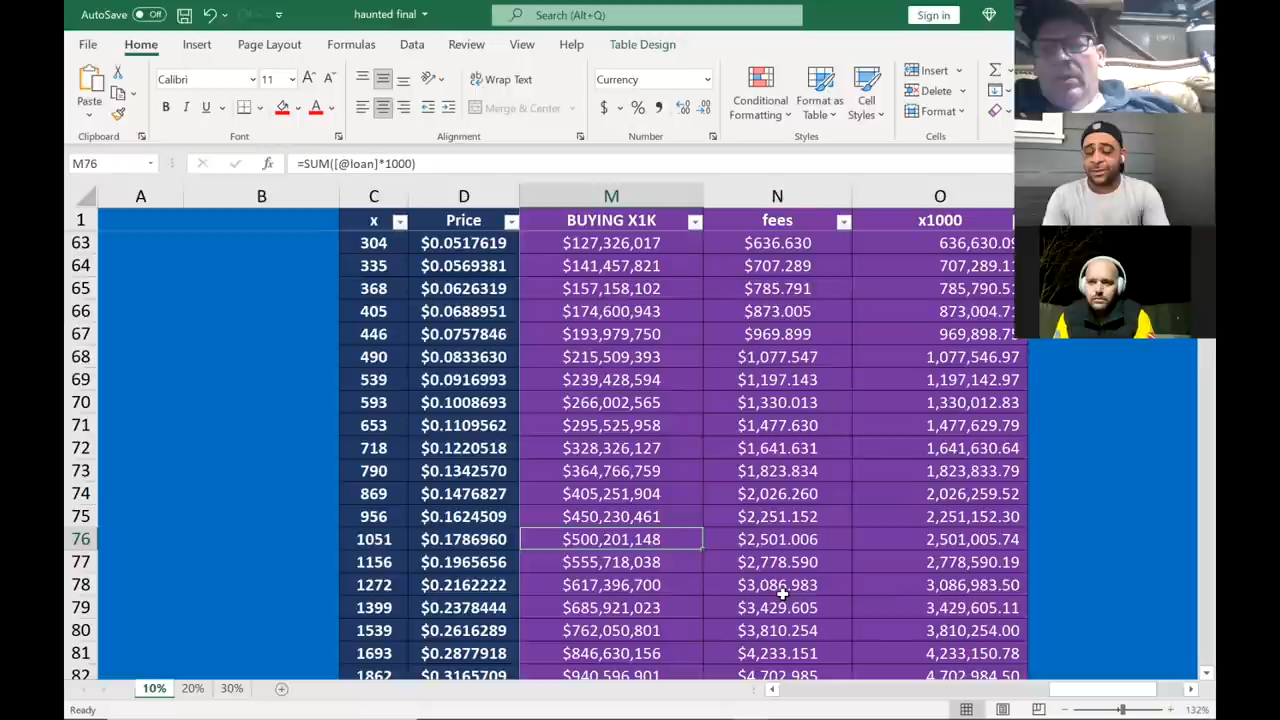 AutoSave Off haunted final Search (Alt+Q) Sign in
File Home Insert Page Layout Formulas Data Review View Help Table Design
Paste Calibri 11 A A Wrap Text Currency Conditional Formatting Format as Table Cell Styles Insert
B I U A Merge & Center $ % Delete
Format
Clipboard Font Alignment Number Styles Cells
M76 fx =SUM([@loan]*1000)
A B C D M N O
1 x Price BUYING X1K fees x1000
63 304 $0.0517619 $127,326,017 $636.630
64 335 $0.0569381 $141,457,821 $707.289
65 368 $0.0626319 $157,158,102 $785.791
66 405 $0.0688951 $174,600,943 $873.005
67 446 $0.0757846 $193,979,750 $969.899
68 490 $0.0833630 $215,509,393 $1,077.547 1,077,546.97
69 539 $0.0916993 $239,428,594 $1,197.143 1,197,142.97
70 593 $0.1008693 $266,002,565 $1,330.013 1,330,012.83
71 653 $0.1109562 $295,525,958 $1,477.630 1,477,629.79
72 718 $0.1220518 $328,326,127 $1,641.631 1,641,630.64
73 790 $0.1342570 $364,766,759 $1,823.834 1,823,833.79
74 869 $0.1476827 $405,251,904 $2,026.260 2,026,259.52
75 956 $0.1624509 $450,230,461 $2,251.152 2,251,152.30
76 1051 $0.1786960 $500,201,148 $2,501.006 2,501,005.74
77 1156 $0.1965656 $555,718,038 $2,778.590 2,778,590.19
78 1272 $0.2162222 $617,396,700 $3,086.983 3,086,983.50
79 1399 $0.2378444 $685,921,023 $3,429.605 3,429,605.11
80 1539 $0.2616289 $762,050,801 $3,810.254 3,810,254.00
81 1693 $0.2877918 $846,630,156 $4,233.151 4,233,150.78
82 1862 $0.3165709 $940,596,901 $4,702.985 4,702,984.50
10% 20% 30%
Ready 132%